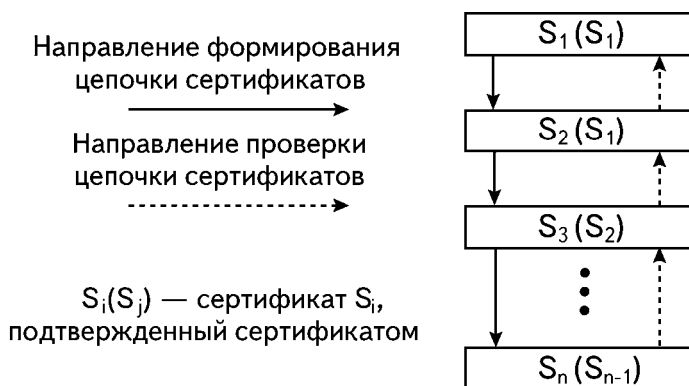 Направление формирования
цепочки сертификатов
Направление проверки
цепочки сертификатов
S₁(S₁)
S₂(S₁)
S₃(S₂)
Sₙ(Sₙ₋₁)
Sᵢ(Sⱼ) — сертификат Sᵢ,
подтвержденный сертификатом